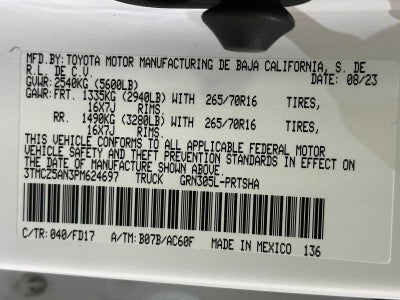 MFD.BY:TOYOTA MOTOR MANUFACTURING DE BAJA CALIFORNIA, S. DE
R.L. DE C.V. DATE: 08/23
GVWR:2540KG (5600LB)
GAWR:FRT. 1335KG (2940LB) WITH 265/70R16 TIRES,
16X7J RIMS.
RR. 1490KG (3280LB) WITH 265/70R16 TIRES,
16X7J RIMS.
THIS VEHICLE CONFORMS TO ALL APPLICABLE FEDERAL MOTOR
VEHICLE SAFETY AND THEFT PREVENTION STANDARDS IN EFFECT ON
THE DATE OF MANUFACTURE SHOWN ABOVE.
3TMCZ5AN3PM624697 TRUCK GRN305L-PRTSHA
C/TR:040/FD17 A/TM:B07B/AC60F MADE IN MEXICO 136